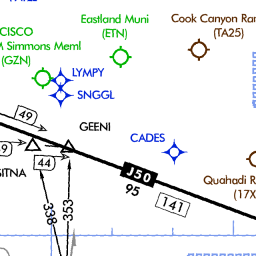 Eastland Muni
(ETN)
Cook Canyon Ran
(TA25)
CISCO
M Simmons Meml
(GZN)
LYMPY
SNGGL
49
GEENI
CADES
9
44
SITNA
J50
95
141
Quahadi R
(17X
338
353